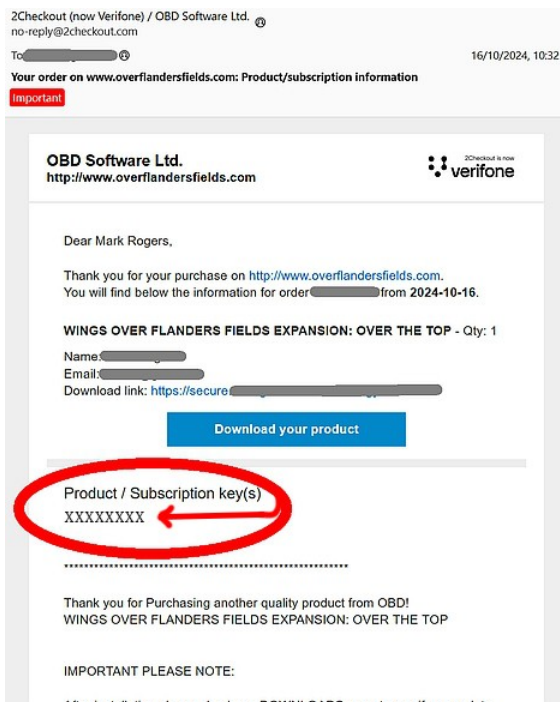 2Checkout (now Verifone) / OBD Software Ltd.
no-reply@2checkout.com
To
16/10/2024, 10:32
Your order on www.overflandersfields.com: Product/subscription information
Important
OBD Software Ltd.
http://www.overflandersfields.com
2Checkout is now
verifone
Dear Mark Rogers,
Thank you for your purchase on http://www.overflandersfields.com.
You will find below the information for order from 2024-10-16.
WINGS OVER FLANDERS FIELDS EXPANSION: OVER THE TOP - Qty: 1
Name:
Email:
Download link: https://secure.
Download your product
Product / Subscription key(s)
XXXXXXXX
**********************************************************
Thank you for Purchasing another quality product from OBD!
WINGS OVER FLANDERS FIELDS EXPANSION: OVER THE TOP
IMPORTANT PLEASE NOTE: